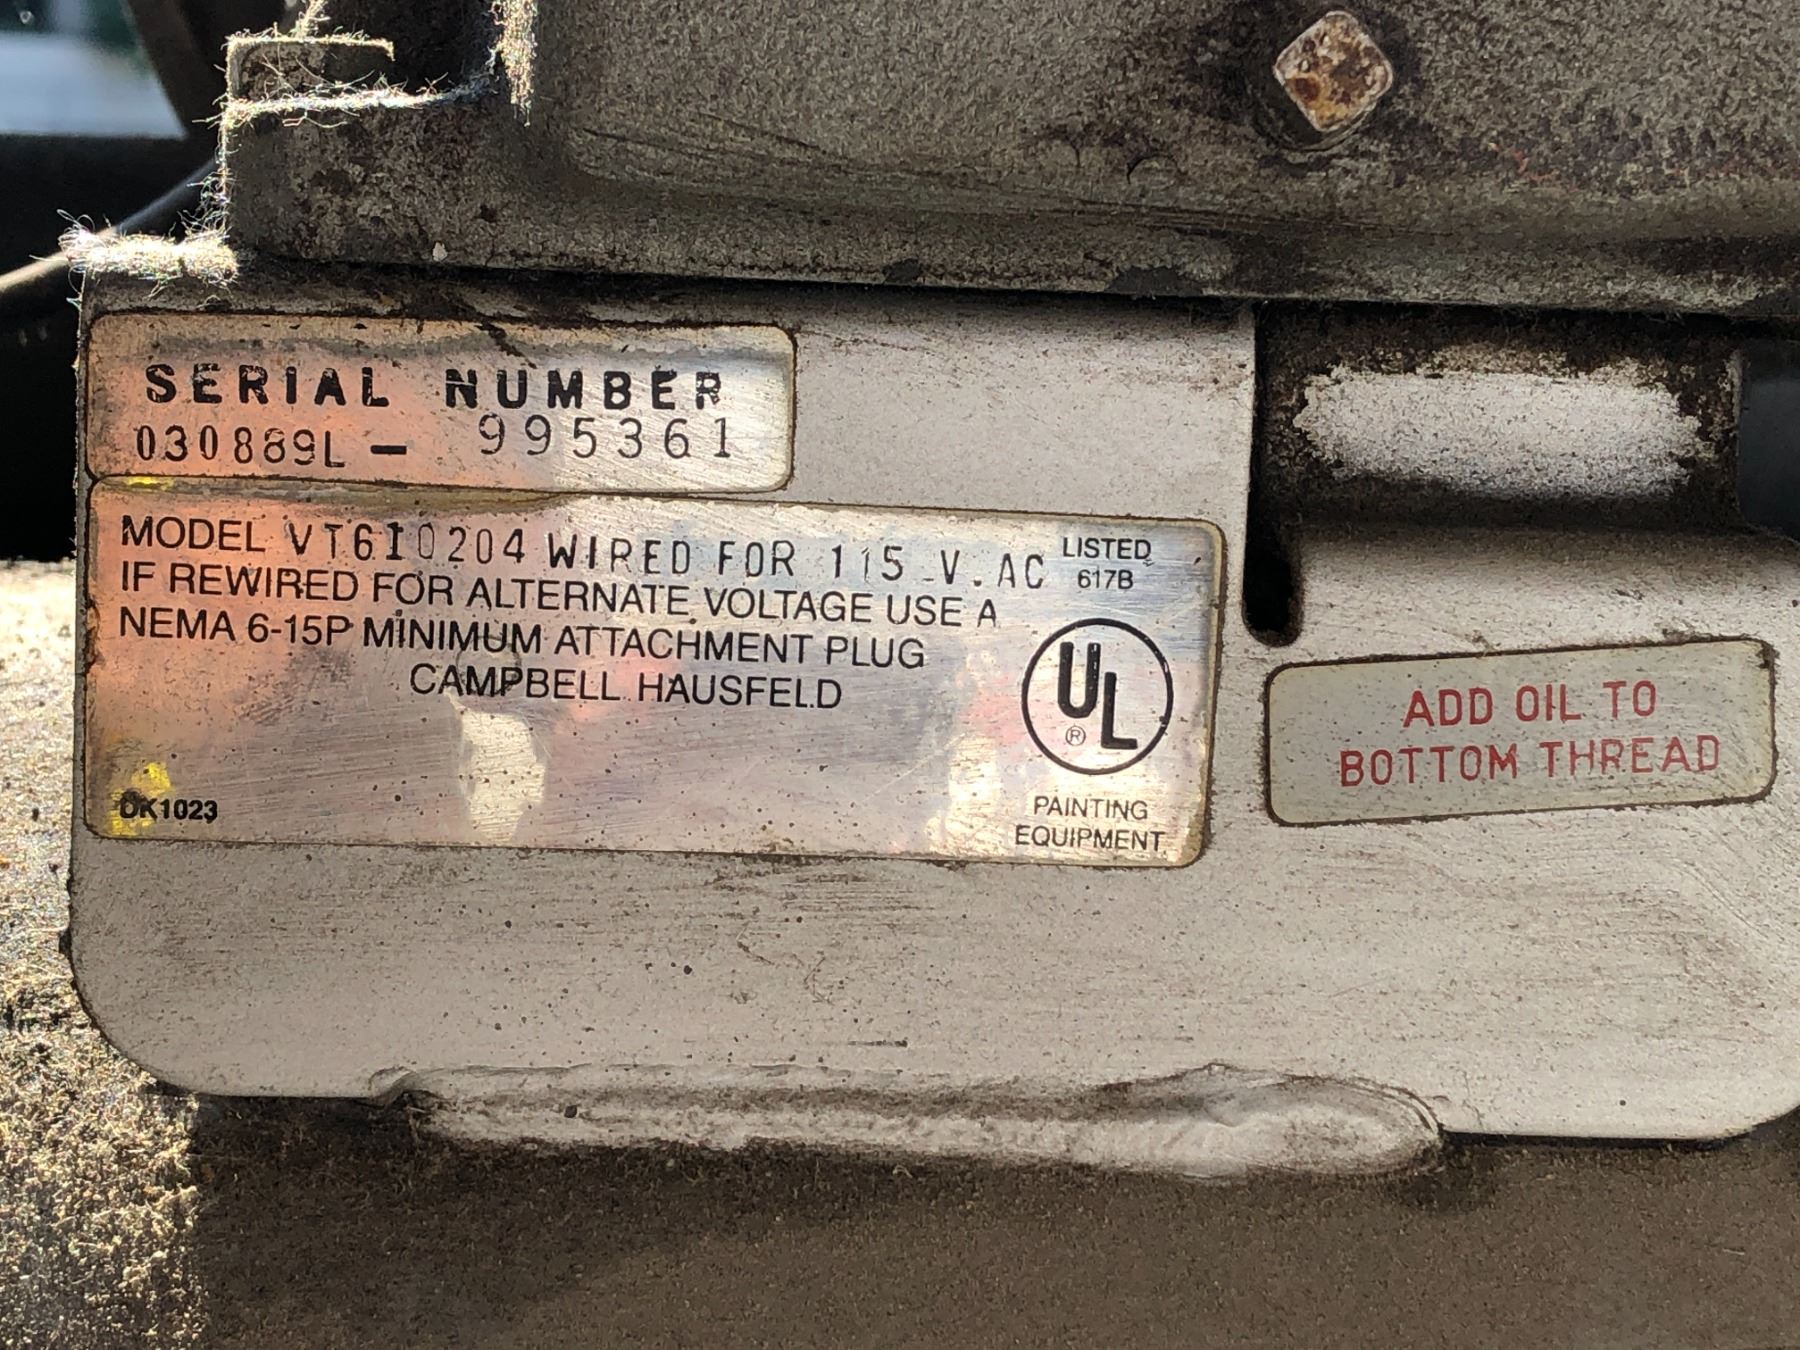 SERIAL NUMBER
030889L - 995361
MODEL VT610204 WIRED FOR 115 V. AC
IF REWIRED FOR ALTERNATE VOLTAGE USE A
NEMA 6-15P MINIMUM ATTACHMENT PLUG
CAMPBELL HAUSFELD
DK1023
LISTED
617B
UL
®
PAINTING
EQUIPMENT
ADD OIL TO
BOTTOM THREAD